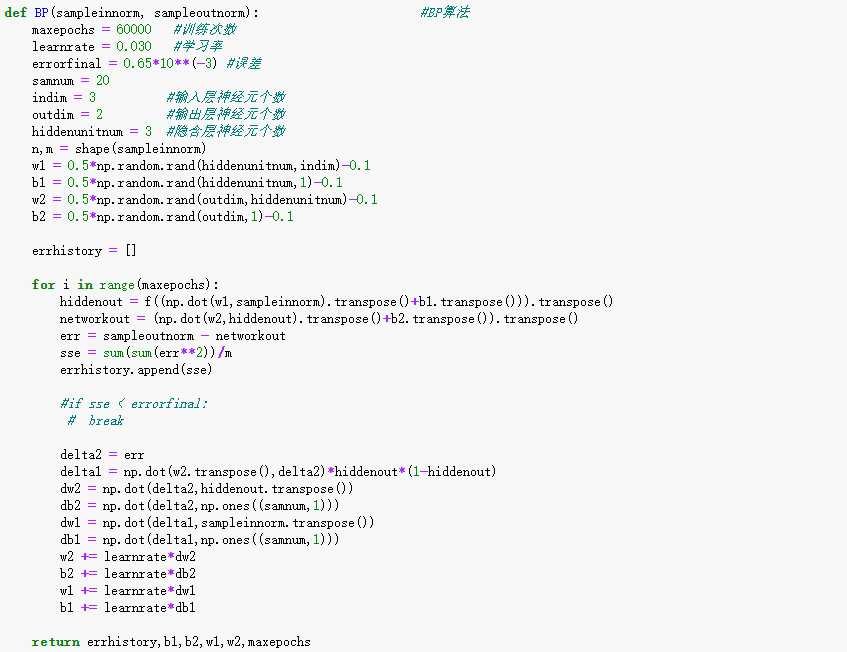 def BP(sampleinnorm, sampleoutnorm):                       #BP算法
    maxepochs = 60000   #训练次数
    learnrate = 0.030   #学习率
    errorfinal = 0.65*10**(-3) #误差
    samnum = 20
    indim = 3          #输入层神经元个数
    outdim = 2         #输出层神经元个数
    hiddenunitnum = 3  #隐含层神经元个数
    n,m = shape(sampleinnorm)
    w1 = 0.5*np.random.rand(hiddenunitnum,indim)-0.1
    b1 = 0.5*np.random.rand(hiddenunitnum,1)-0.1
    w2 = 0.5*np.random.rand(outdim,hiddenunitnum)-0.1
    b2 = 0.5*np.random.rand(outdim,1)-0.1

    errhistory = []

    for i in range(maxepochs):
        hiddenout = f((np.dot(w1,sampleinnorm).transpose()+b1.transpose())).transpose()
        networkout = (np.dot(w2,hiddenout).transpose()+b2.transpose()).transpose()
        err = sampleoutnorm - networkout
        sse = sum(sum(err**2))/m
        errhistory.append(sse)

        #if sse < errorfinal:
         #  break

        delta2 = err
        delta1 = np.dot(w2.transpose(),delta2)*hiddenout*(1-hiddenout)
        dw2 = np.dot(delta2,hiddenout.transpose())
        db2 = np.dot(delta2,np.ones((samnum,1)))
        dw1 = np.dot(delta1,sampleinnorm.transpose())
        db1 = np.dot(delta1,np.ones((samnum,1)))
        w2 += learnrate*dw2
        b2 += learnrate*db2
        w1 += learnrate*dw1
        b1 += learnrate*db1

    return errhistory,b1,b2,w1,w2,maxepochs